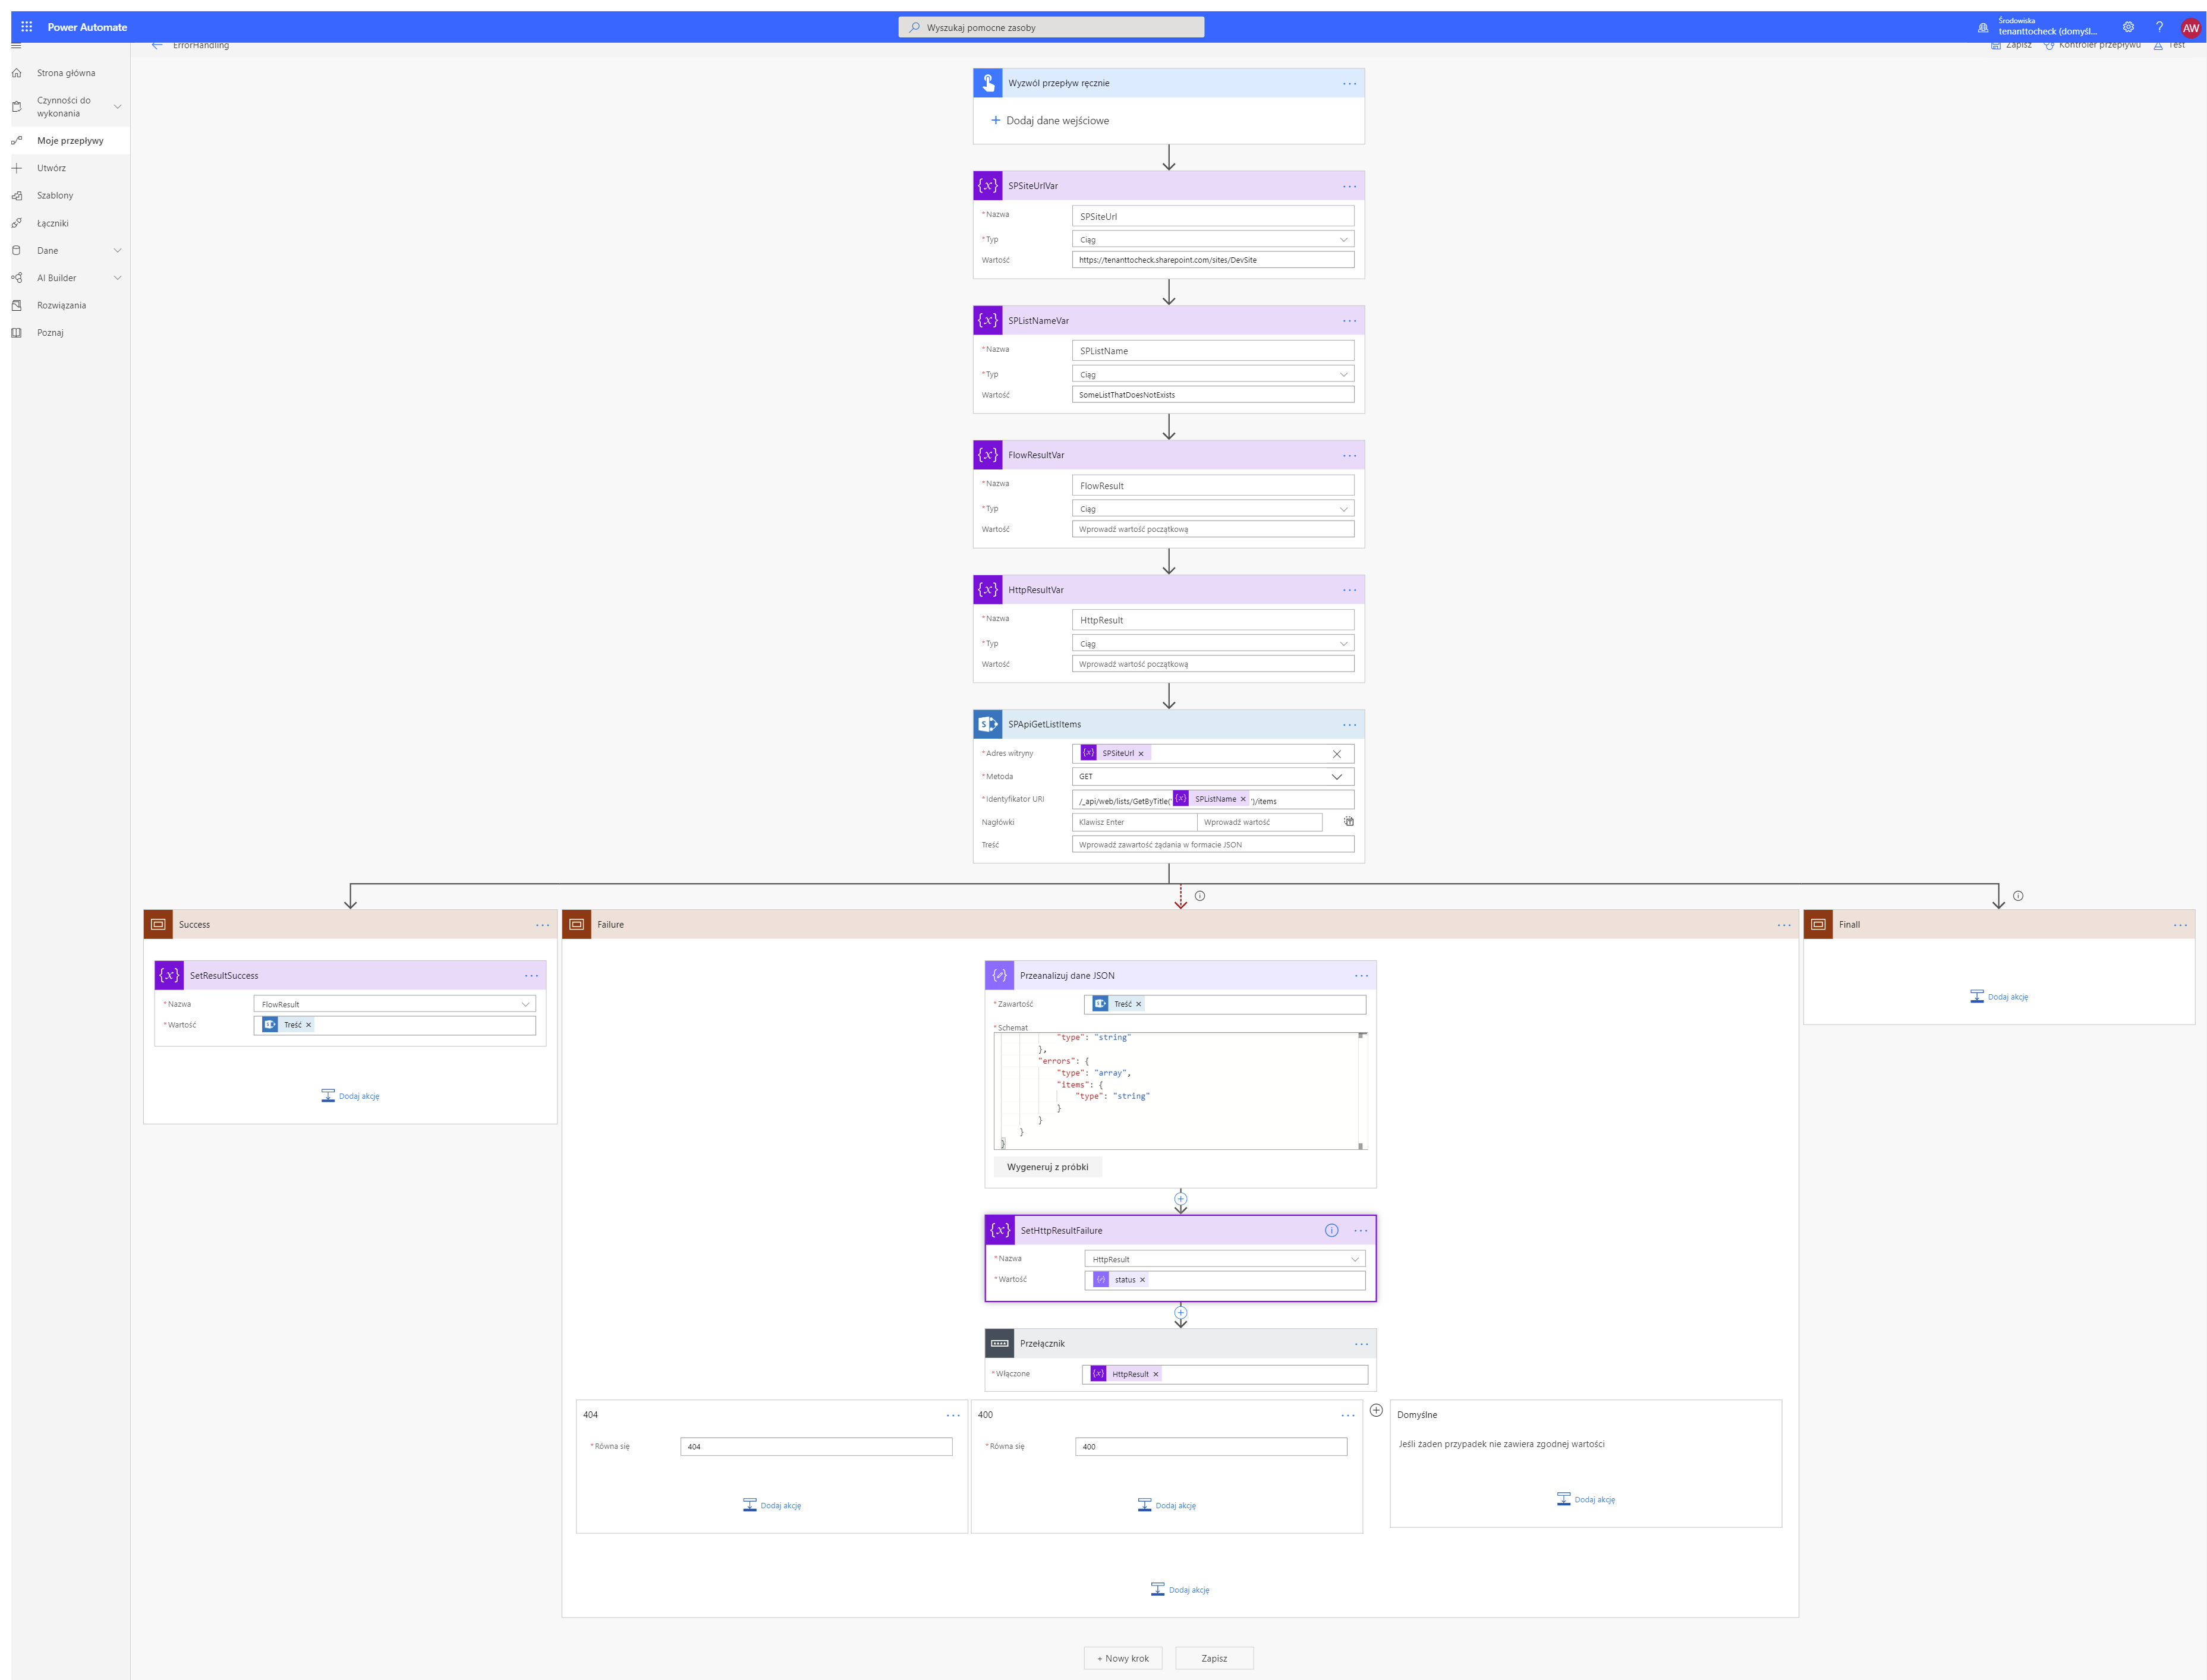 Power Automate
Wyszukaj pomocne zasoby
Środowiska
tenanttocheck (domyśl...
?
AW
ErrorHandling
Zapisz
Kontroler przepływu
Test
Strona główna
Czynności do
wykonania
Moje przepływy
Utwórz
Szablony
Łączniki
Dane
AI Builder
Rozwiązania
Poznaj
Wyzwól przepływ ręcznie
+ Dodaj dane wejściowe
{x} SPSiteUrlVar
* Nazwa SPSiteUrl
* Typ Ciąg
Wartość https://tenanttocheck.sharepoint.com/sites/DevSite
{x} SPListNameVar
* Nazwa SPListName
* Typ Ciąg
Wartość SomeListThatDoesNotExists
{x} FlowResultVar
* Nazwa FlowResult
* Typ Ciąg
Wartość Wprowadź wartość początkową
{x} HttpResultVar
* Nazwa HttpResult
* Typ Ciąg
Wartość Wprowadź wartość początkową
SPApiGetListItems
* Adres witryny {x} SPSiteUrl ×
* Metoda GET
* Identyfikator URI /_api/web/lists/GetByTitle('{x} SPListName × ')/items
Nagłówki Klawisz Enter Wprowadź wartość
Treść Wprowadź zawartość żądania w formacie JSON
Success
{x} SetResultSuccess
* Nazwa FlowResult
* Wartość Treść ×
Dodaj akcję
Failure
Przeanalizuj dane JSON
* Zawartość Treść ×
* Schemat
"type": "string"
},
"errors": {
"type": "array",
"items": {
"type": "string"
}
}
}
}
Wygeneruj z próbki
{x} SetHttpResultFailure
* Nazwa HttpResult
* Wartość status ×
Przełącznik
* Włączone {x} HttpResult ×
404
* Równa się 404
Dodaj akcję
400
* Równa się 400
Dodaj akcję
Domyślne
Jeśli żaden przypadek nie zawiera zgodnej wartości
Dodaj akcję
Dodaj akcję
Finall
Dodaj akcję
+ Nowy krok
Zapisz